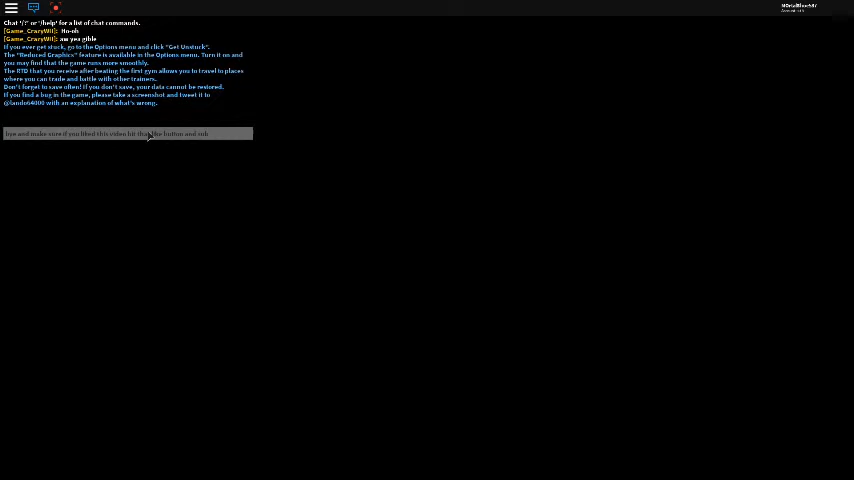 Chat '/?' or '/help' for a list of chat commands.
[Game_CrazyWii]: Ho-oh
[Game_CrazyWii]: aw yea gible
If you ever get stuck, go to the Options menu and click "Get Unstuck".
The "Reduced Graphics" feature is available in the Options menu. Turn it on and
you may find that the game runs more smoothly.
The RTD that you receive after beating the first gym allows you to travel to places
where you can trade and battle with other trainers.
Don't forget to save often! If you don't save, your data cannot be restored.
If you find a bug in the game, please take a screenshot and tweet it to
@lando64000 with an explanation of what's wrong.
bye and make sure if you liked this video hit that like button and sub